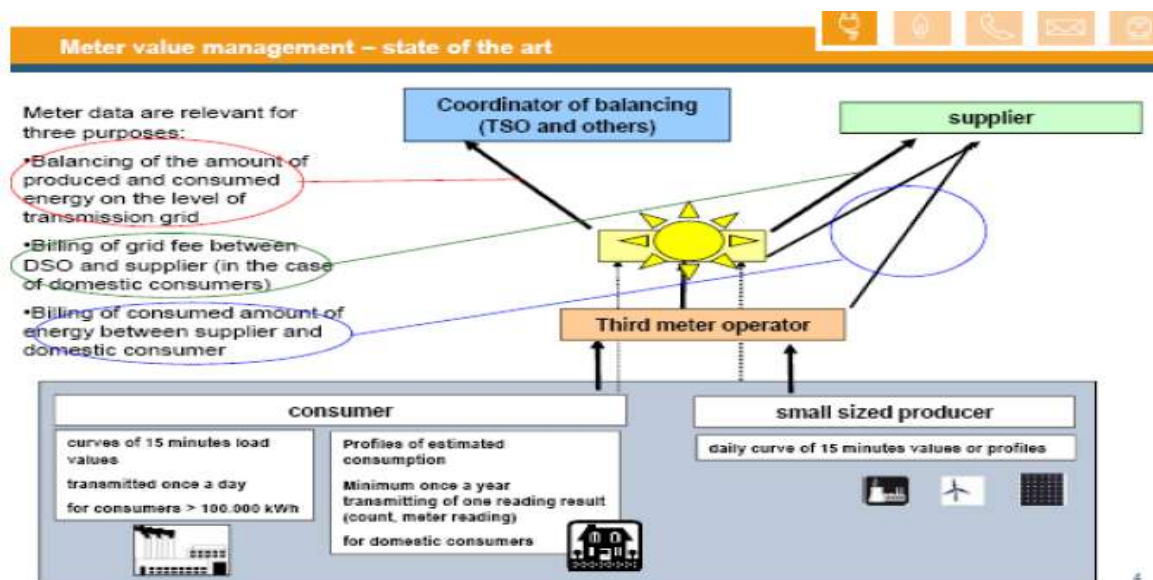 Meter value management – state of the art
Meter data are relevant for
three purposes:
•Balancing of the amount of
produced and consumed
energy on the level of
transmission grid
•Billing of grid fee between
DSO and supplier (in the case
of domestic consumers)
•Billing of consumed amount of
energy between supplier and
domestic consumer
Coordinator of balancing
(TSO and others)
supplier
Third meter operator
consumer
curves of 15 minutes load
values
transmitted once a day
for consumers > 100.000 kWh
Profiles of estimated
consumption
Minimum once a year
transmitting of one reading result
(count, meter reading)
for domestic consumers
small sized producer
daily curve of 15 minutes values or profiles
4